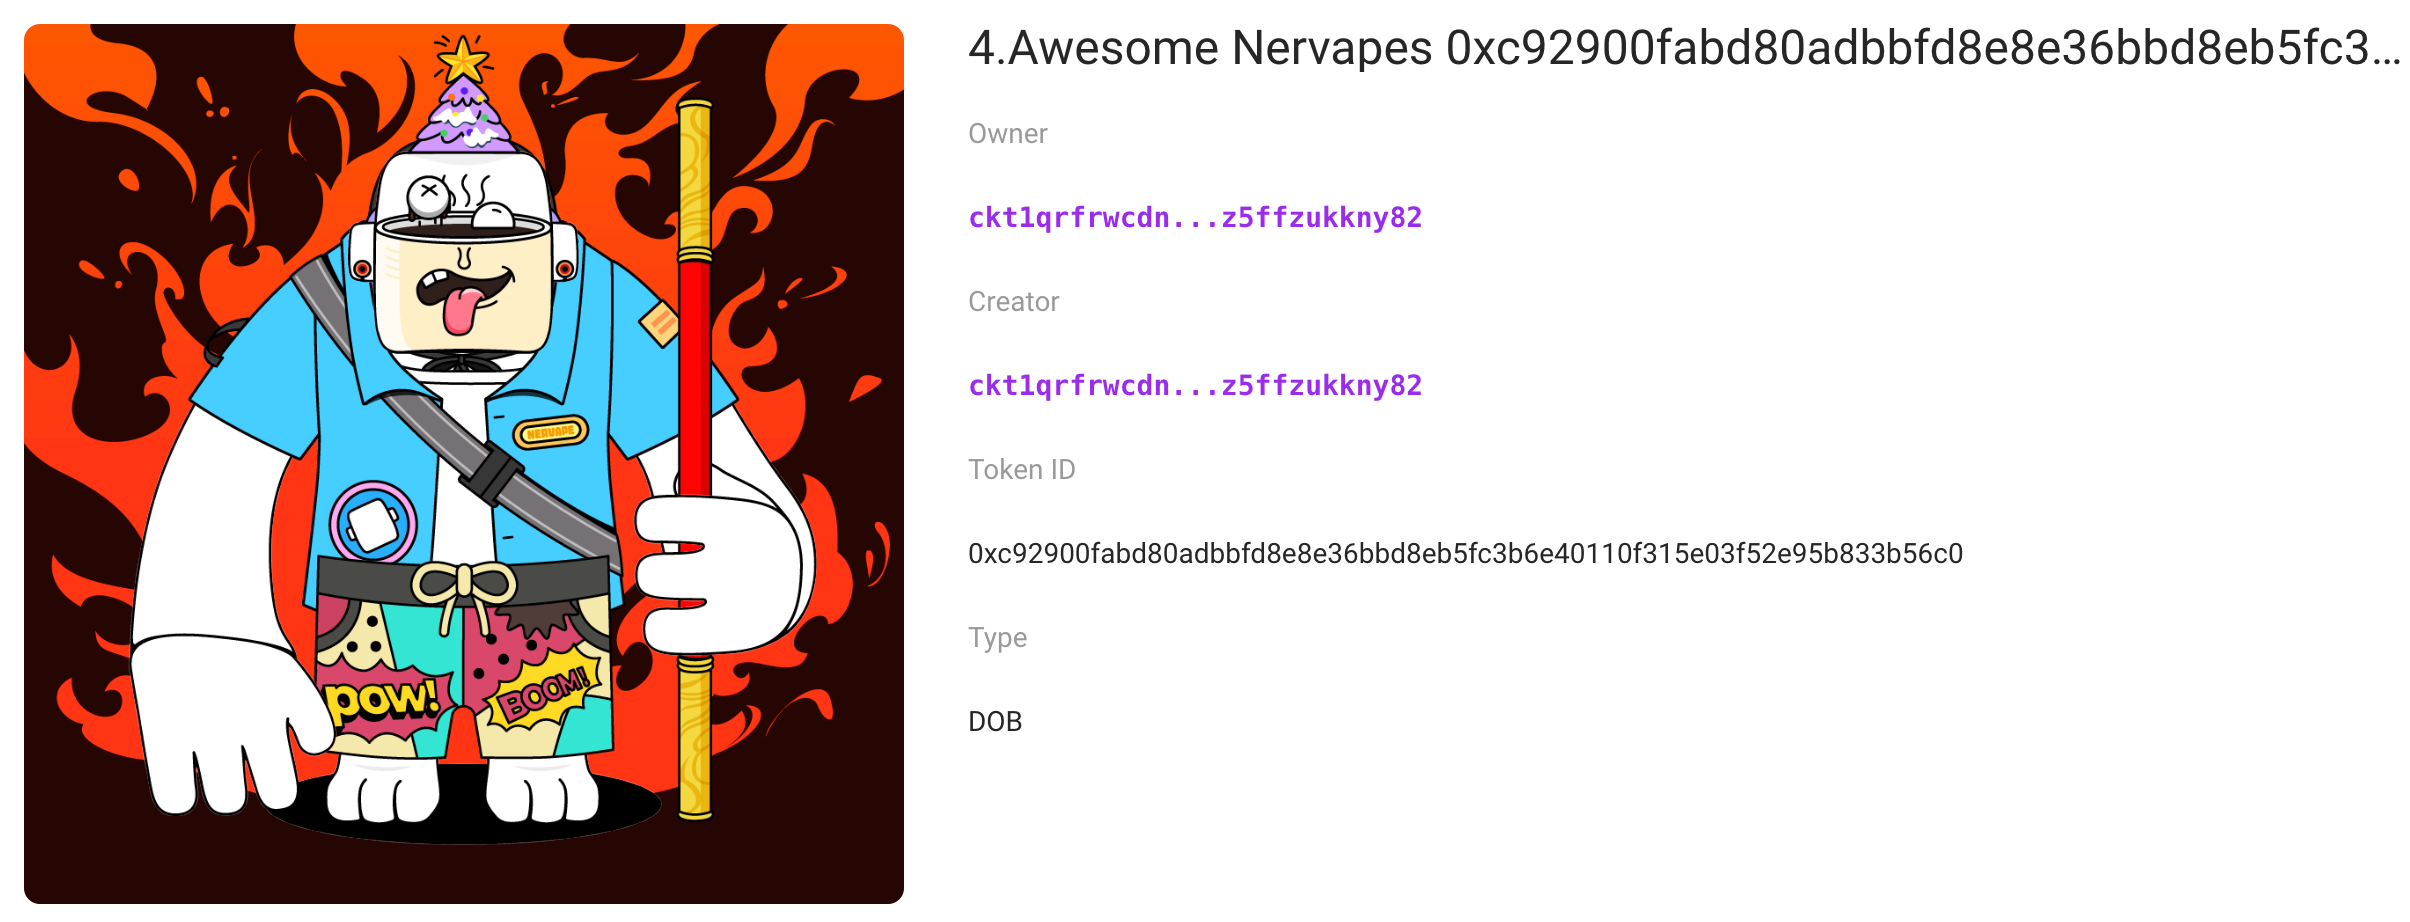 4.Awesome Nervapes 0xc92900fabd80adbbfd8e8e36bbd8eb5fc3...
Owner
ckt1qrfrwcdn...z5ffzukkny82
Creator
ckt1qrfrwcdn...z5ffzukkny82
Token ID
0xc92900fabd80adbbfd8e8e36bbd8eb5fc3b6e40110f315e03f52e95b833b56c0
Type
DOB
NERVAPE
POW!
BOOM!